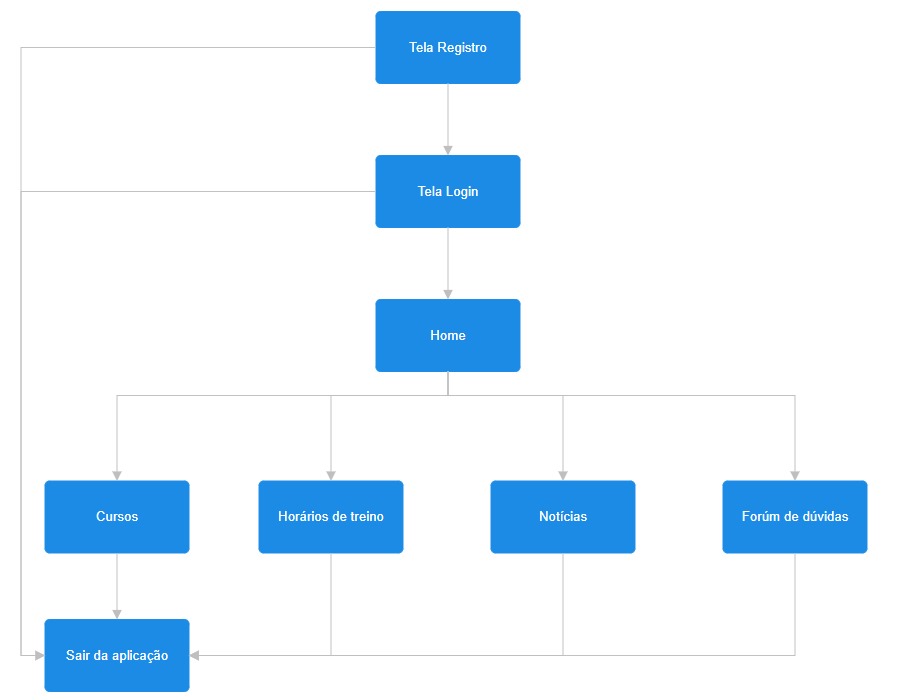 Tela Registro
Tela Login
Home
Cursos
Horários de treino
Notícias
Forúm de dúvidas
Sair da aplicação